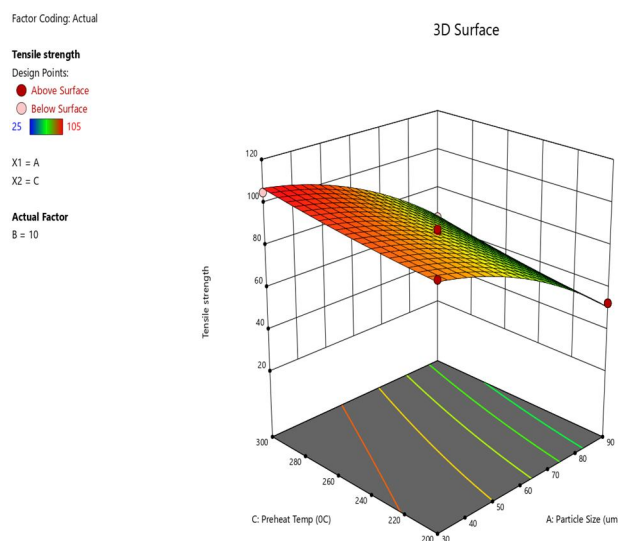 Factor Coding: Actual
3D Surface
Tensile strength
Design Points:
Above Surface
Below Surface
25 105
X1 = A
X2 = C
Actual Factor
B = 10
120
100
80
60
40
20
Tensile strength
300
280
260
240
220
200
C: Preheat Temp (0C)
30
40
50
60
70
80
90
A: Particle Size (um